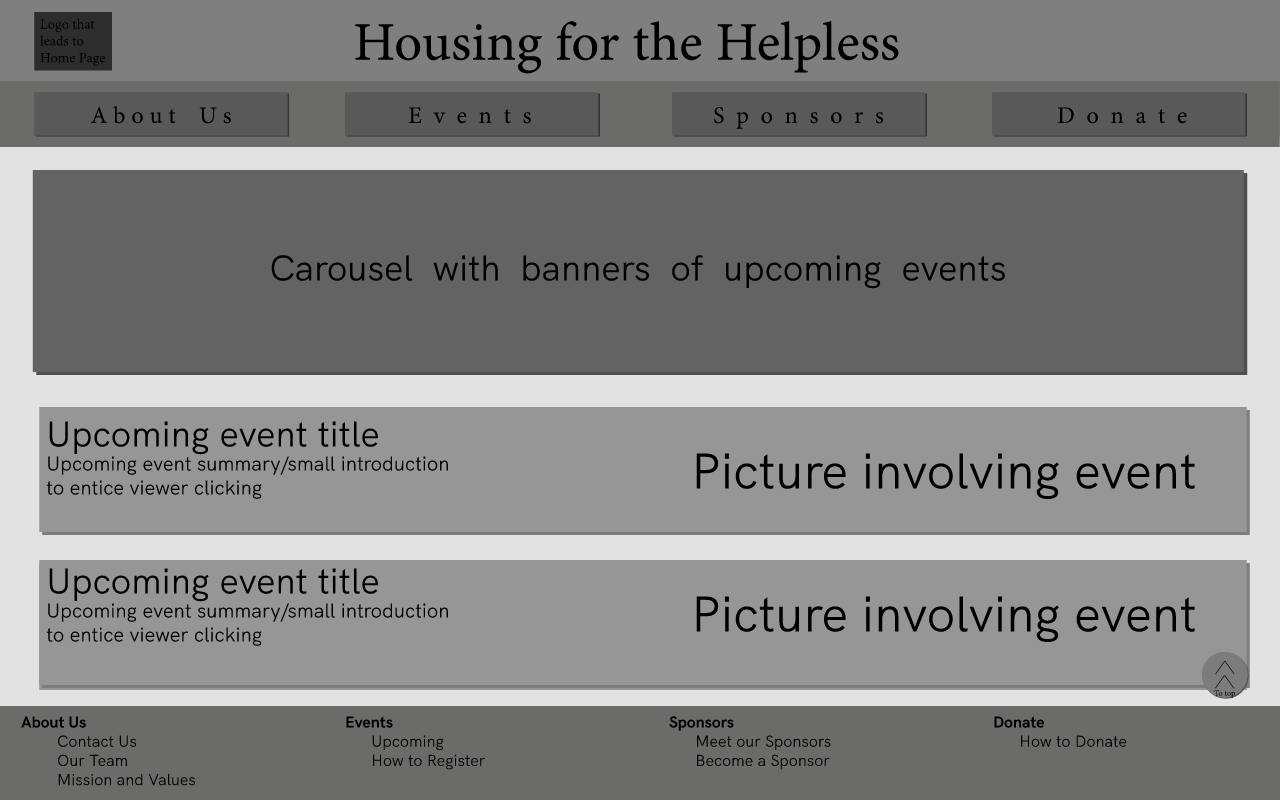 Logo that
leads to
Home Page
Housing for the Helpless
About Us
Events
Sponsors
Donate
Carousel with banners of upcoming events
Upcoming event title
Upcoming event summary/small introduction
to entice viewer clicking
Picture involving event
Upcoming event title
Upcoming event summary/small introduction
to entice viewer clicking
Picture involving event
To top
About Us
Contact Us
Our Team
Mission and Values
Events
Upcoming
How to Register
Sponsors
Meet our Sponsors
Become a Sponsor
Donate
How to Donate